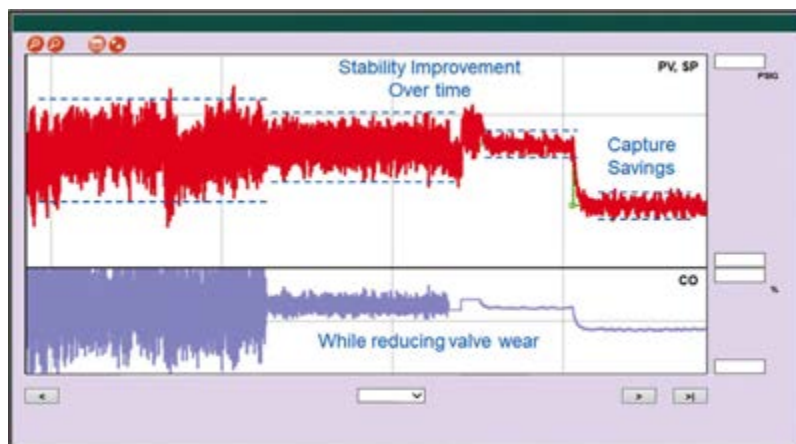 Stability Improvement
Over time
PV, SP
PSIG
Capture
Savings
CO
%
While reducing valve wear
<
>
>|